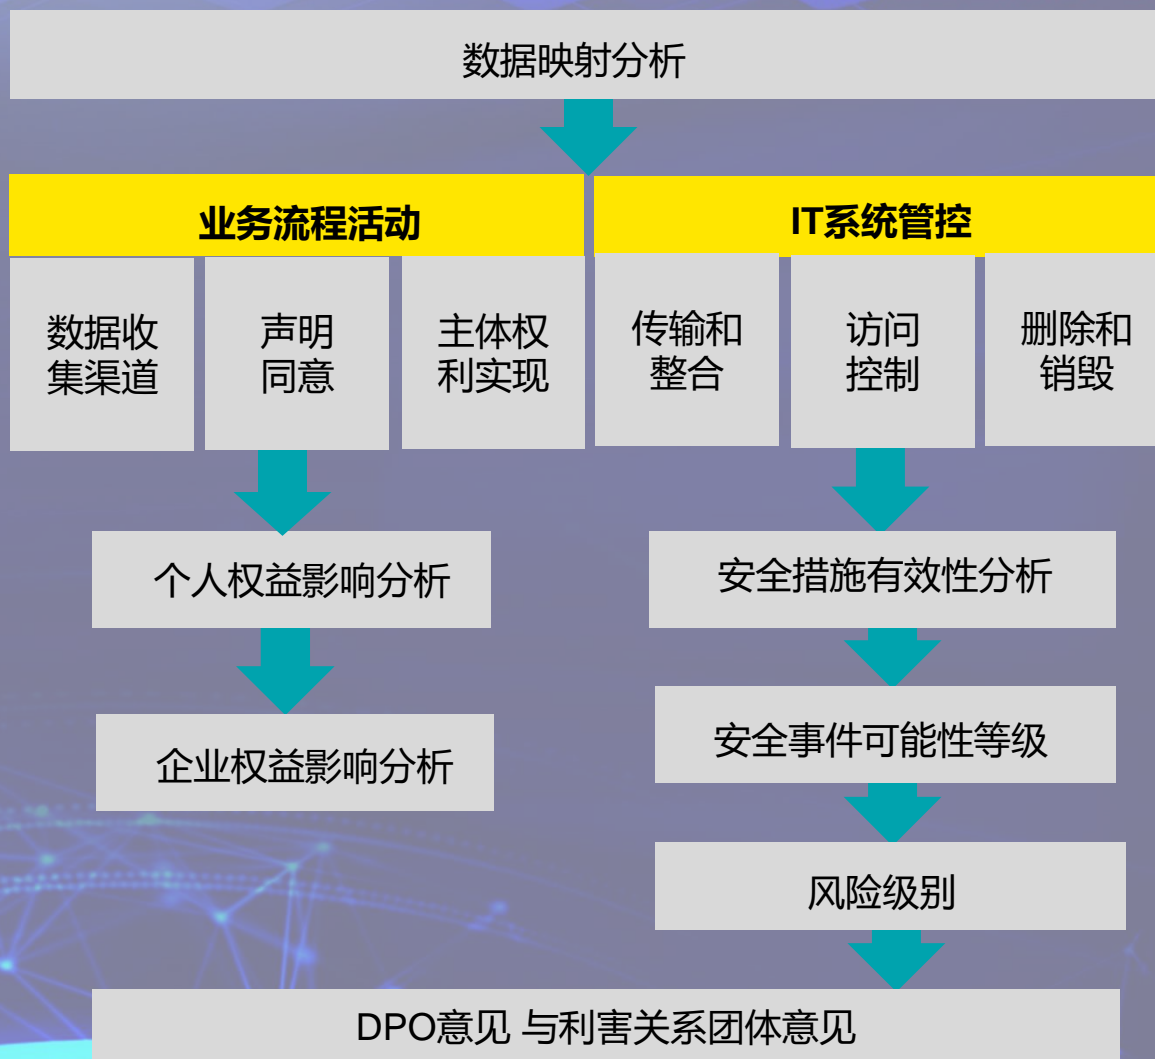 数据映射分析
业务流程活动
IT系统管控
数据收
集渠道
声明
同意
主体权
利实现
传输和
整合
访问
控制
删除和
销毁
个人权益影响分析
安全措施有效性分析
企业权益影响分析
安全事件可能性等级
风险级别
DPO意见 与利害关系团体意见